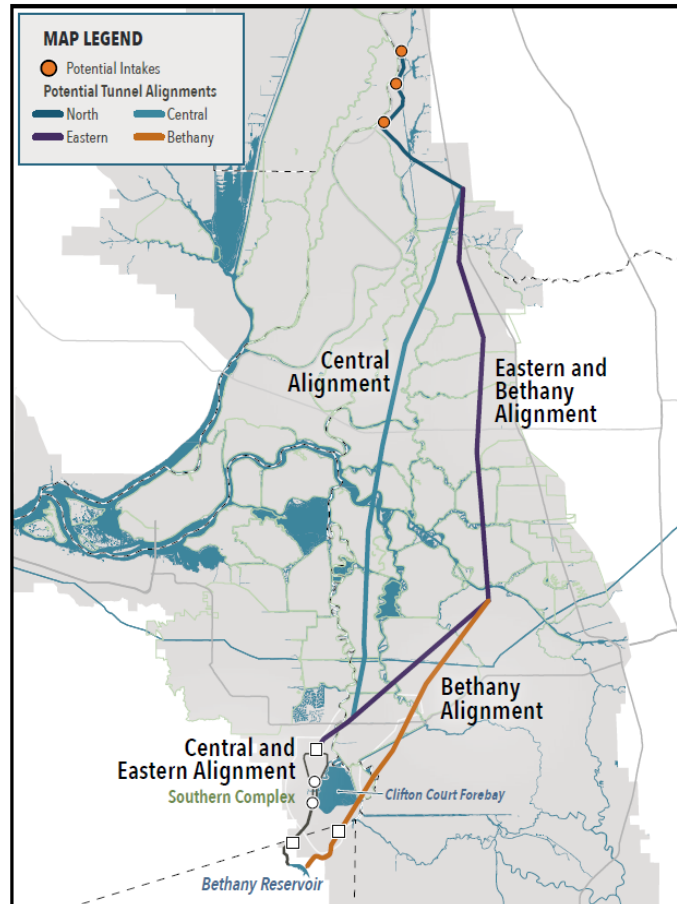 MAP LEGEND
Potential Intakes
Potential Tunnel Alignments
North
Central
Eastern
Bethany
Central
Alignment
Eastern and
Bethany
Alignment
Bethany
Alignment
Central and
Eastern Alignment
Southern Complex
Clifton Court Forebay
Bethany Reservoir